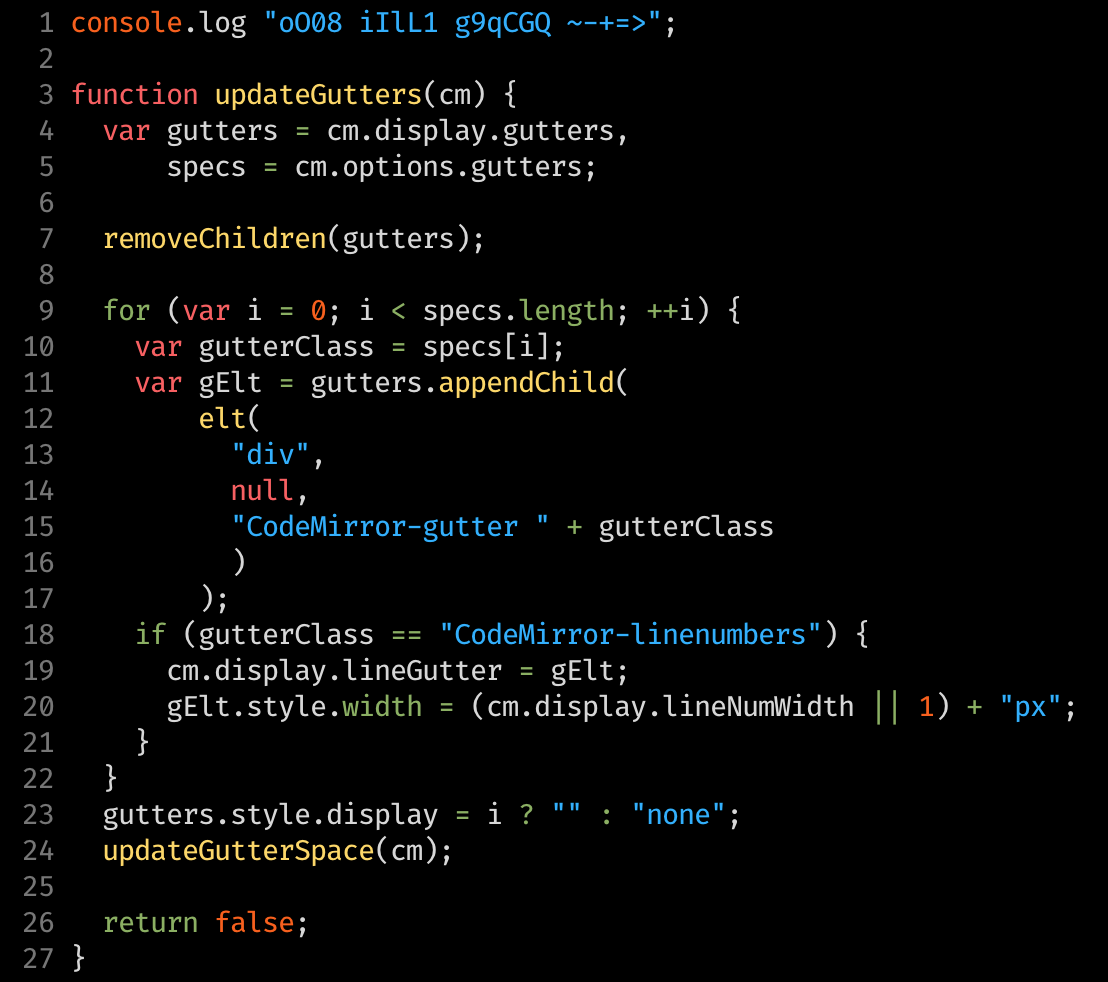 1 console.log "oO08 iIlL1 g9qCGQ ~-+=>";
2
3 function updateGutters(cm) {
4   var gutters = cm.display.gutters,
5       specs = cm.options.gutters;
6
7   removeChildren(gutters);
8
9   for (var i = 0; i < specs.length; ++i) {
10     var gutterClass = specs[i];
11     var gElt = gutters.appendChild(
12         elt(
13           "div",
14           null,
15           "CodeMirror-gutter " + gutterClass
16           )
17         );
18     if (gutterClass == "CodeMirror-linenumbers") {
19       cm.display.lineGutter = gElt;
20       gElt.style.width = (cm.display.lineNumWidth || 1) + "px";
21     }
22   }
23   gutters.style.display = i ? "" : "none";
24   updateGutterSpace(cm);
25
26   return false;
27 }